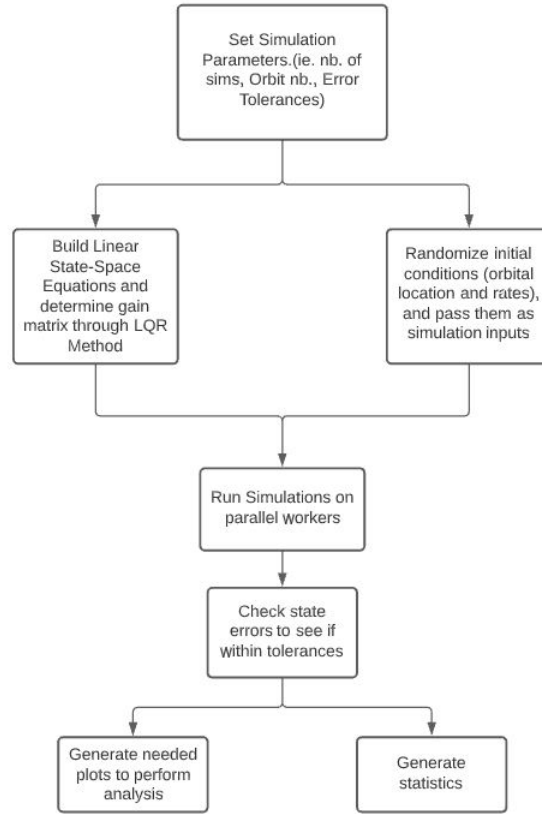 Set Simulation
Parameters.(ie. nb. of
sims, Orbit nb., Error
Tolerances)
Build Linear
State-Space
Equations and
determine gain
matrix through LQR
Method
Randomize initial
conditions (orbital
location and rates),
and pass them as
simulation inputs
Run Simulations on
parallel workers
Check state
errors to see if
within tolerances
Generate needed
plots to perform
analysis
Generate
statistics